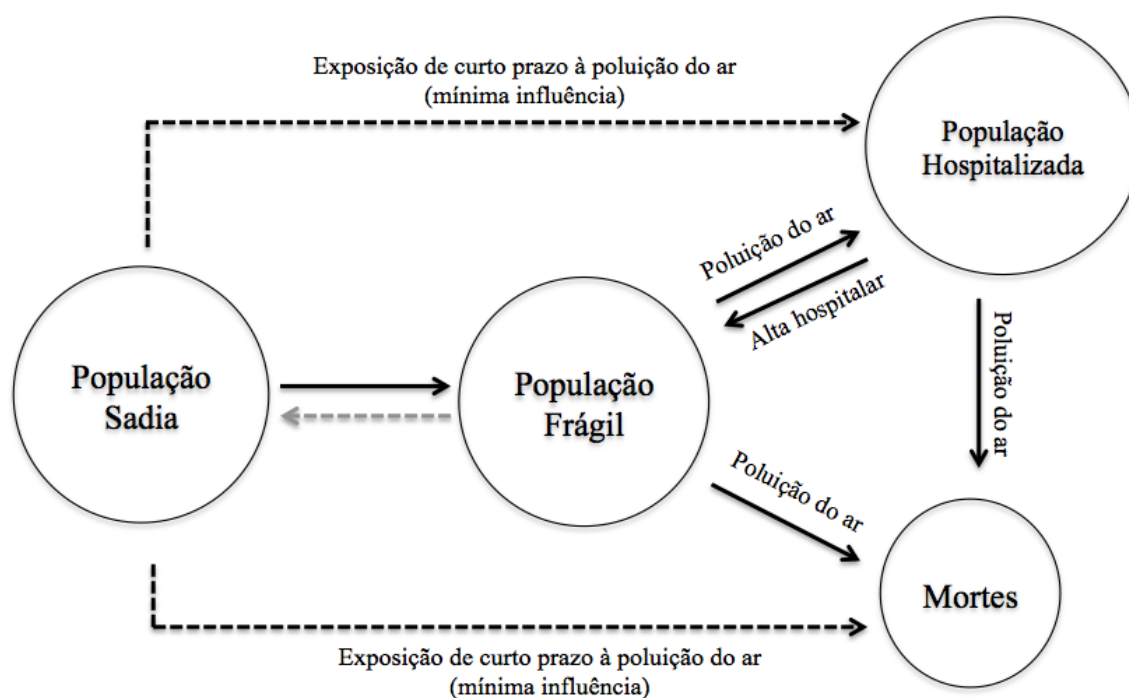 Exposição de curto prazo à poluição do ar
(mínima influência)
População
Hospitalizada
Poluição do ar
Alta hospitalar
Poluição do ar
População
Sadia
População
Frágil
Poluição do ar
Mortes
Exposição de curto prazo à poluição do ar
(mínima influência)